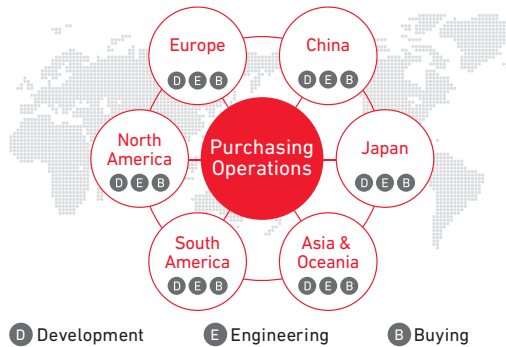 Europe
D E B
China
D E B
North
America
D E B
Purchasing
Operations
Japan
D E B
South
America
D E B
Asia &
Oceania
D E B
D Development
E Engineering
B Buying